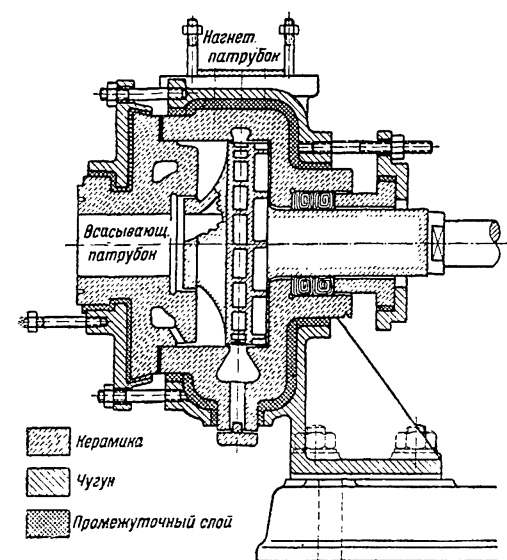 Нагнет.
патрубок
Всасывающ.
патрубок
Керамика
Чугун
Промежуточный слой